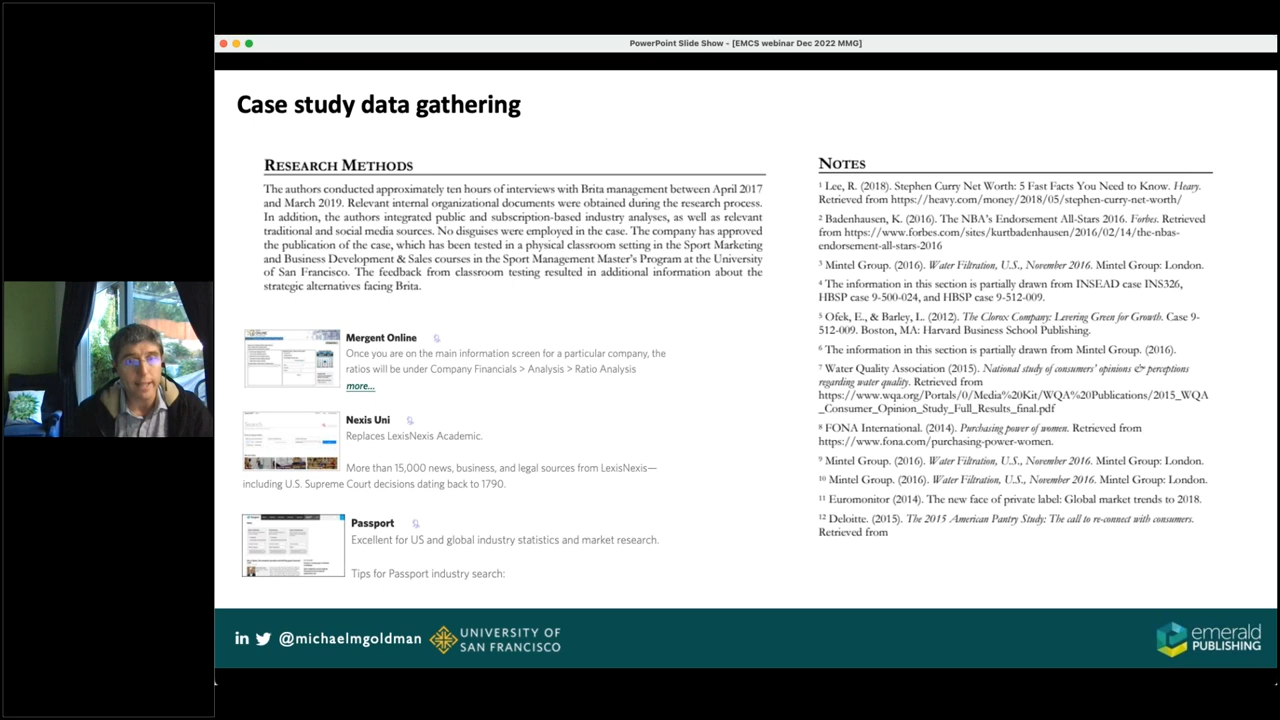 PowerPoint Slide Show - [EMCS webinar Dec 2022 MMG]
Case study data gathering
RESEARCH METHODS
The authors conducted approximately ten hours of interviews with Brita management between April 2017
and March 2019. Relevant internal organizational documents were obtained during the research process.
In addition, the authors integrated public and subscription-based industry analyses, as well as relevant
traditional and social media sources. No disguises were employed in the case. The company has approved
the publication of the case, which has been tested in a physical classroom setting in the Sport Marketing
and Business Development & Sales courses in the Sport Management Master's Program at the University
of San Francisco. The feedback from classroom testing resulted in additional information about the
strategic alternatives facing Brita.
Mergent Online
Once you are on the main information screen for a particular company, the
ratios will be under Company Financials > Analysis > Ratio Analysis
more...
Nexis Uni
Replaces LexisNexis Academic.
More than 15,000 news, business, and legal sources from LexisNexis—
including U.S. Supreme Court decisions dating back to 1790.
Passport
Excellent for US and global industry statistics and market research.
Tips for Passport industry search:
NOTES
1 Lee, R. (2018). Stephen Curry Net Worth: 5 Fast Facts You Need to Know. Heavy.
Retrieved from https://heavy.com/money/2018/05/stephen-curry-net-worth/
2 Badenhausen, K. (2016). The NBA's Endorsement All-Stars 2016. Forbes. Retrieved
from https://www.forbes.com/sites/kurtbadenhausen/2016/02/14/the-nbas-
endorsement-all-stars-2016
3 Mintel Group. (2016). Water Filtration, U.S., November 2016. Mintel Group: London.
4 The information in this section is partially drawn from INSEAD case INS326,
HBSP case 9-500-024, and HBSP case 9-512-009.
5 Ofek, E., & Barley, L. (2012). The Clorox Company: Levering Green for Growth. Case 9-
512-009. Boston, MA: Harvard Business School Publishing.
6 The information in this section is partially drawn from Mintel Group. (2016).
7 Water Quality Association (2015). National study of consumers' opinions & perceptions
regarding water quality. Retrieved from
https://www.wqa.org/Portals/0/Media%20Kit/WQA%20Publications/2015_WQA
_Consumer_Opinion_Study_Full_Results_final.pdf
8 FONA International. (2014). Purchasing power of women. Retrieved from
https://www.fona.com/purchasing-power-women.
9 Mintel Group. (2016). Water Filtration, U.S., November 2016. Mintel Group: London.
10 Mintel Group. (2016). Water Filtration, U.S., November 2016. Mintel Group: London.
11 Euromonitor (2014). The new face of private label: Global market trends to 2018.
12 Deloitte. (2015). The 2015 American Pantry Study: The call to re-connect with consumers.
Retrieved from
in @michaelmgoldman
UNIVERSITY OF
SAN FRANCISCO
emerald
PUBLISHING